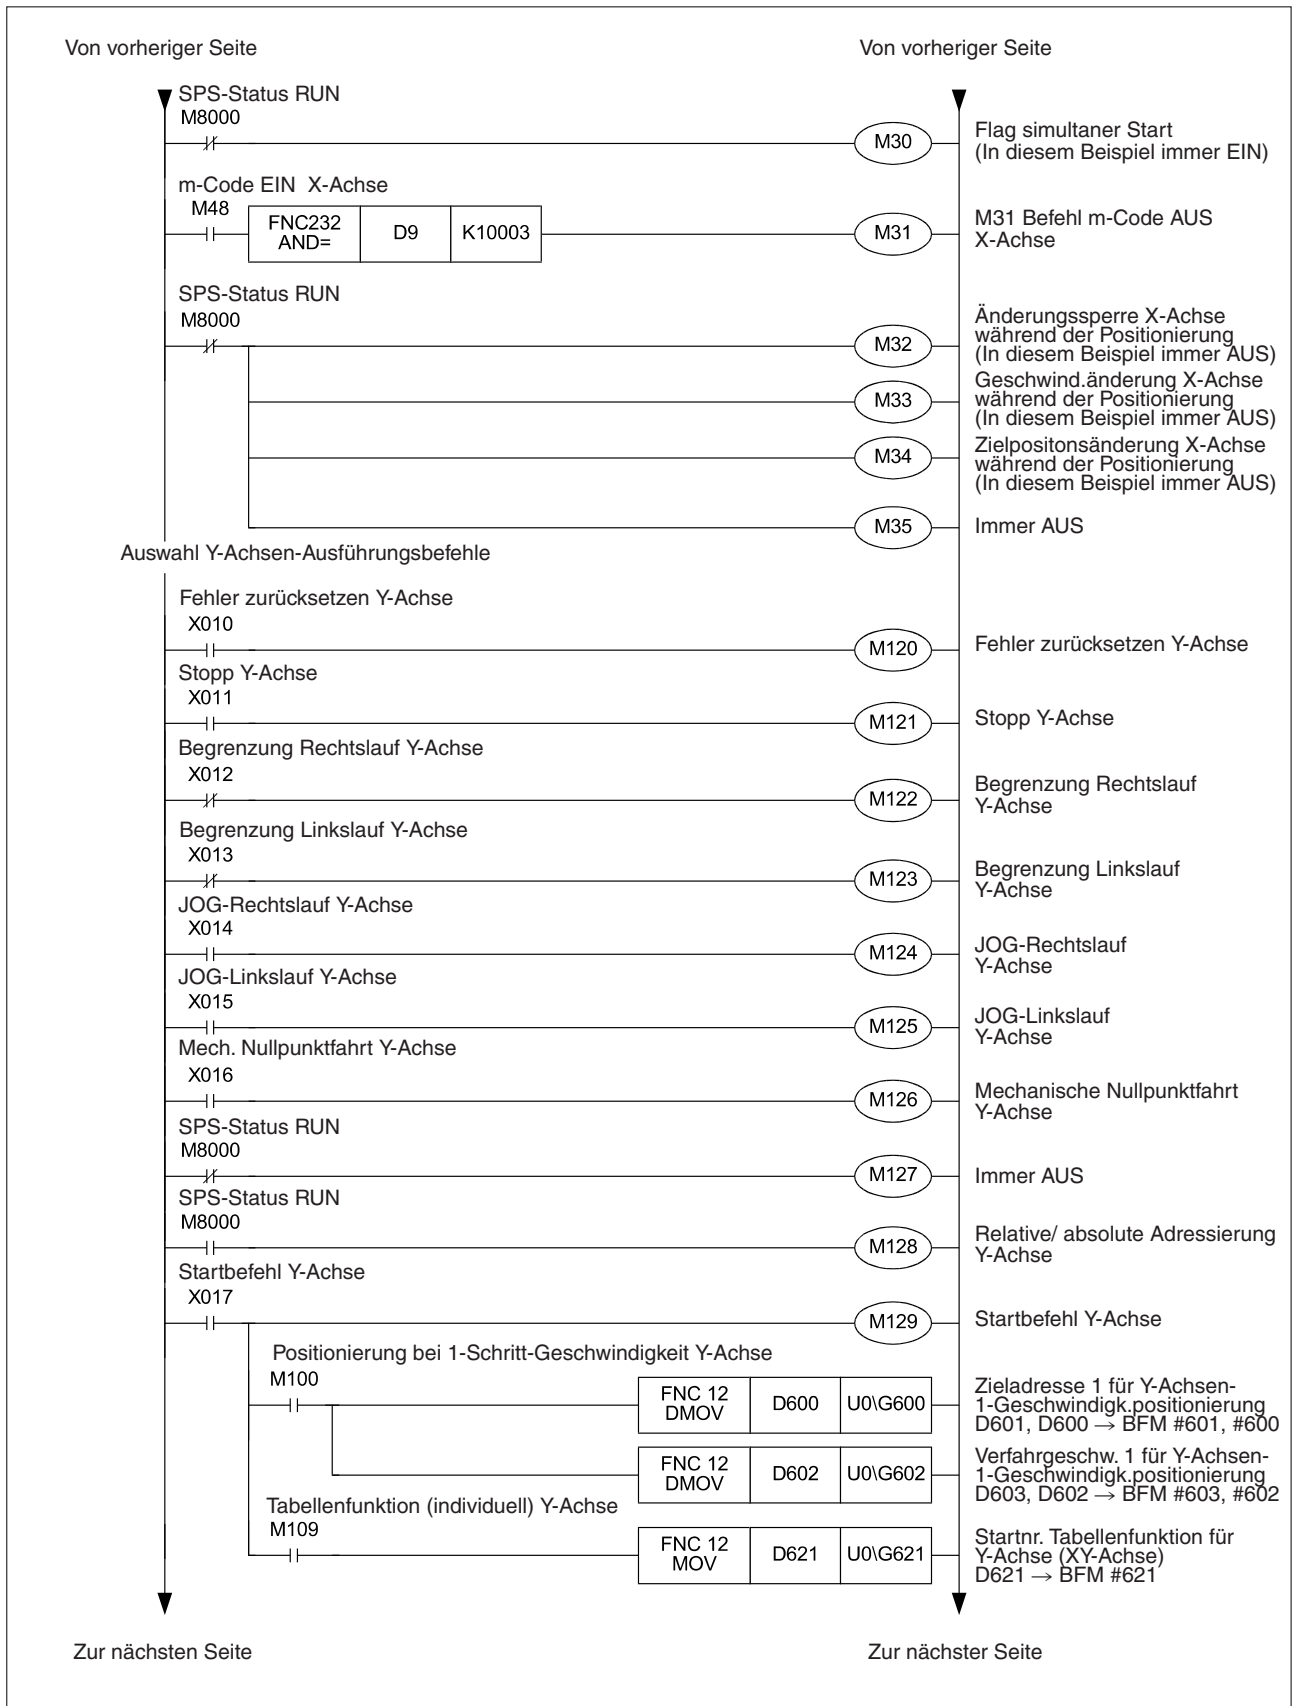 Von vorheriger Seite
Von vorheriger Seite
SPS-Status RUN
M8000
M30
Flag simultaner Start
(In diesem Beispiel immer EIN)
m-Code EIN  X-Achse
M48
FNC232
AND=
D9
K10003
M31
M31 Befehl m-Code AUS
X-Achse
SPS-Status RUN
M8000
M32
Änderungssperre X-Achse
während der Positionierung
(In diesem Beispiel immer AUS)
M33
Geschwind.änderung X-Achse
während der Positionierung
(In diesem Beispiel immer AUS)
M34
Zielpositonsänderung X-Achse
während der Positionierung
(In diesem Beispiel immer AUS)
M35
Immer AUS
Auswahl Y-Achsen-Ausführungsbefehle
Fehler zurücksetzen Y-Achse
X010
M120
Fehler zurücksetzen Y-Achse
Stopp Y-Achse
X011
M121
Stopp Y-Achse
Begrenzung Rechtslauf Y-Achse
X012
M122
Begrenzung Rechtslauf
Y-Achse
Begrenzung Linkslauf Y-Achse
X013
M123
Begrenzung Linkslauf
Y-Achse
JOG-Rechtslauf Y-Achse
X014
M124
JOG-Rechtslauf
Y-Achse
JOG-Linkslauf Y-Achse
X015
M125
JOG-Linkslauf
Y-Achse
Mech. Nullpunktfahrt Y-Achse
X016
M126
Mechanische Nullpunktfahrt
Y-Achse
SPS-Status RUN
M8000
M127
Immer AUS
SPS-Status RUN
M8000
M128
Relative/ absolute Adressierung
Y-Achse
Startbefehl Y-Achse
X017
M129
Startbefehl Y-Achse
Positionierung bei 1-Schritt-Geschwindigkeit Y-Achse
M100
FNC 12
DMOV
D600
U0\G600
Zieladresse 1 für Y-Achsen-
1-Geschwindigk.positionierung
D601, D600 → BFM #601, #600
FNC 12
DMOV
D602
U0\G602
Verfahrgeschw. 1 für Y-Achsen-
1-Geschwindigk.positionierung
D603, D602 → BFM #603, #602
Tabellenfunktion (individuell) Y-Achse
M109
FNC 12
MOV
D621
U0\G621
Startnr. Tabellenfunktion für
Y-Achse (XY-Achse)
D621 → BFM #621
Zur nächsten Seite
Zur nächster Seite